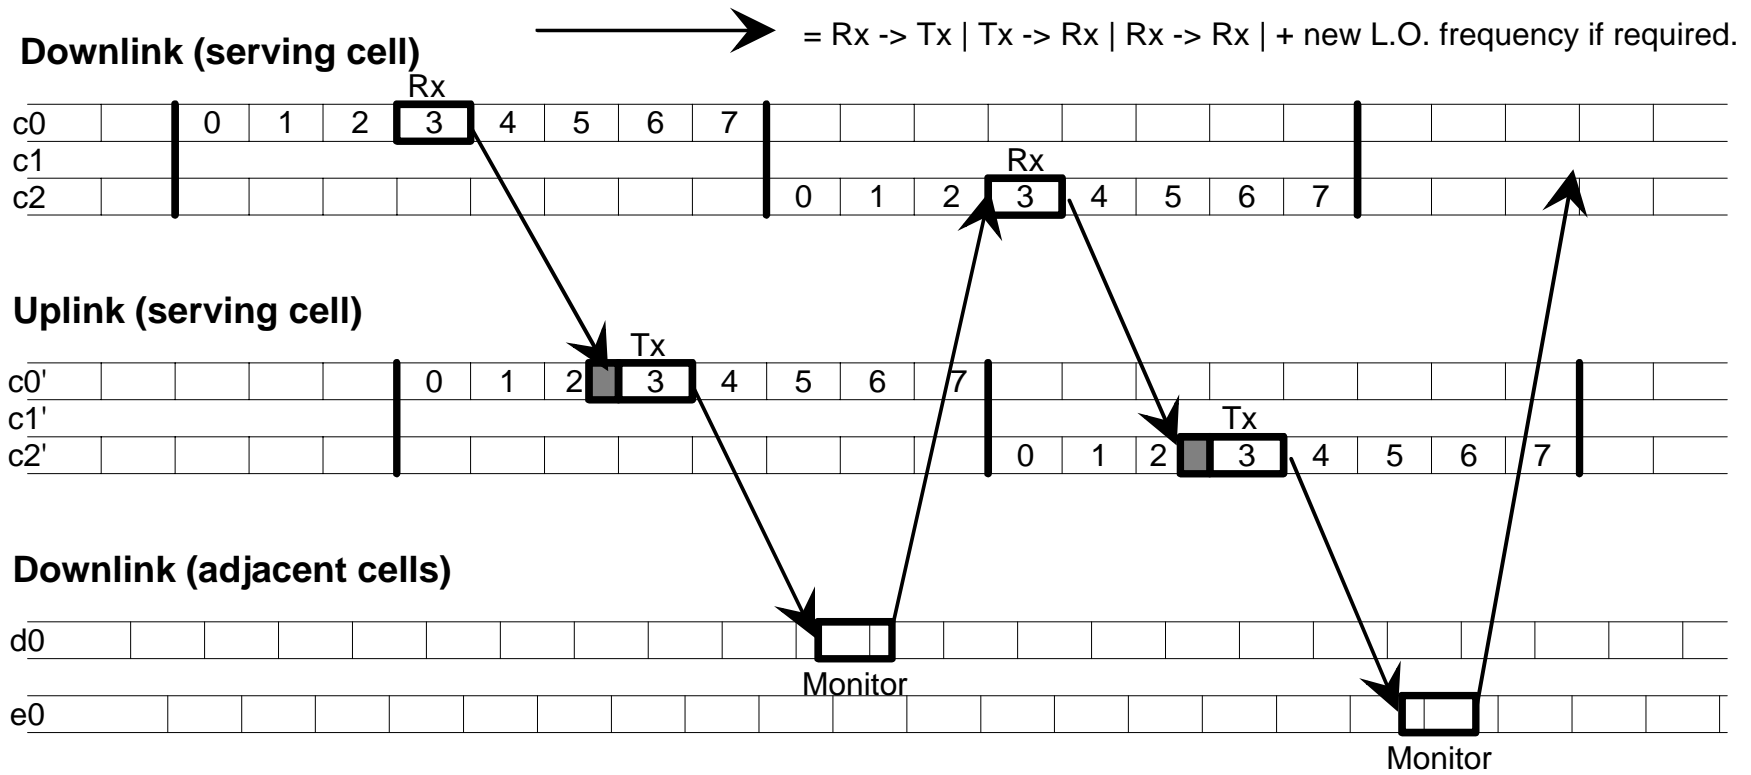 = Rx -> Tx | Tx -> Rx | Rx -> Rx | + new L.O. frequency if required.
Downlink (serving cell)
Rx
c0 0 1 2 3 4 5 6 7
c1 Rx
c2 0 1 2 3 4 5 6 7
Uplink (serving cell)
Tx
c0' 0 1 2 3 4 5 6 7
c1' Tx
c2' 0 1 2 3 4 5 6 7
Downlink (adjacent cells)
d0
Monitor
e0
Monitor